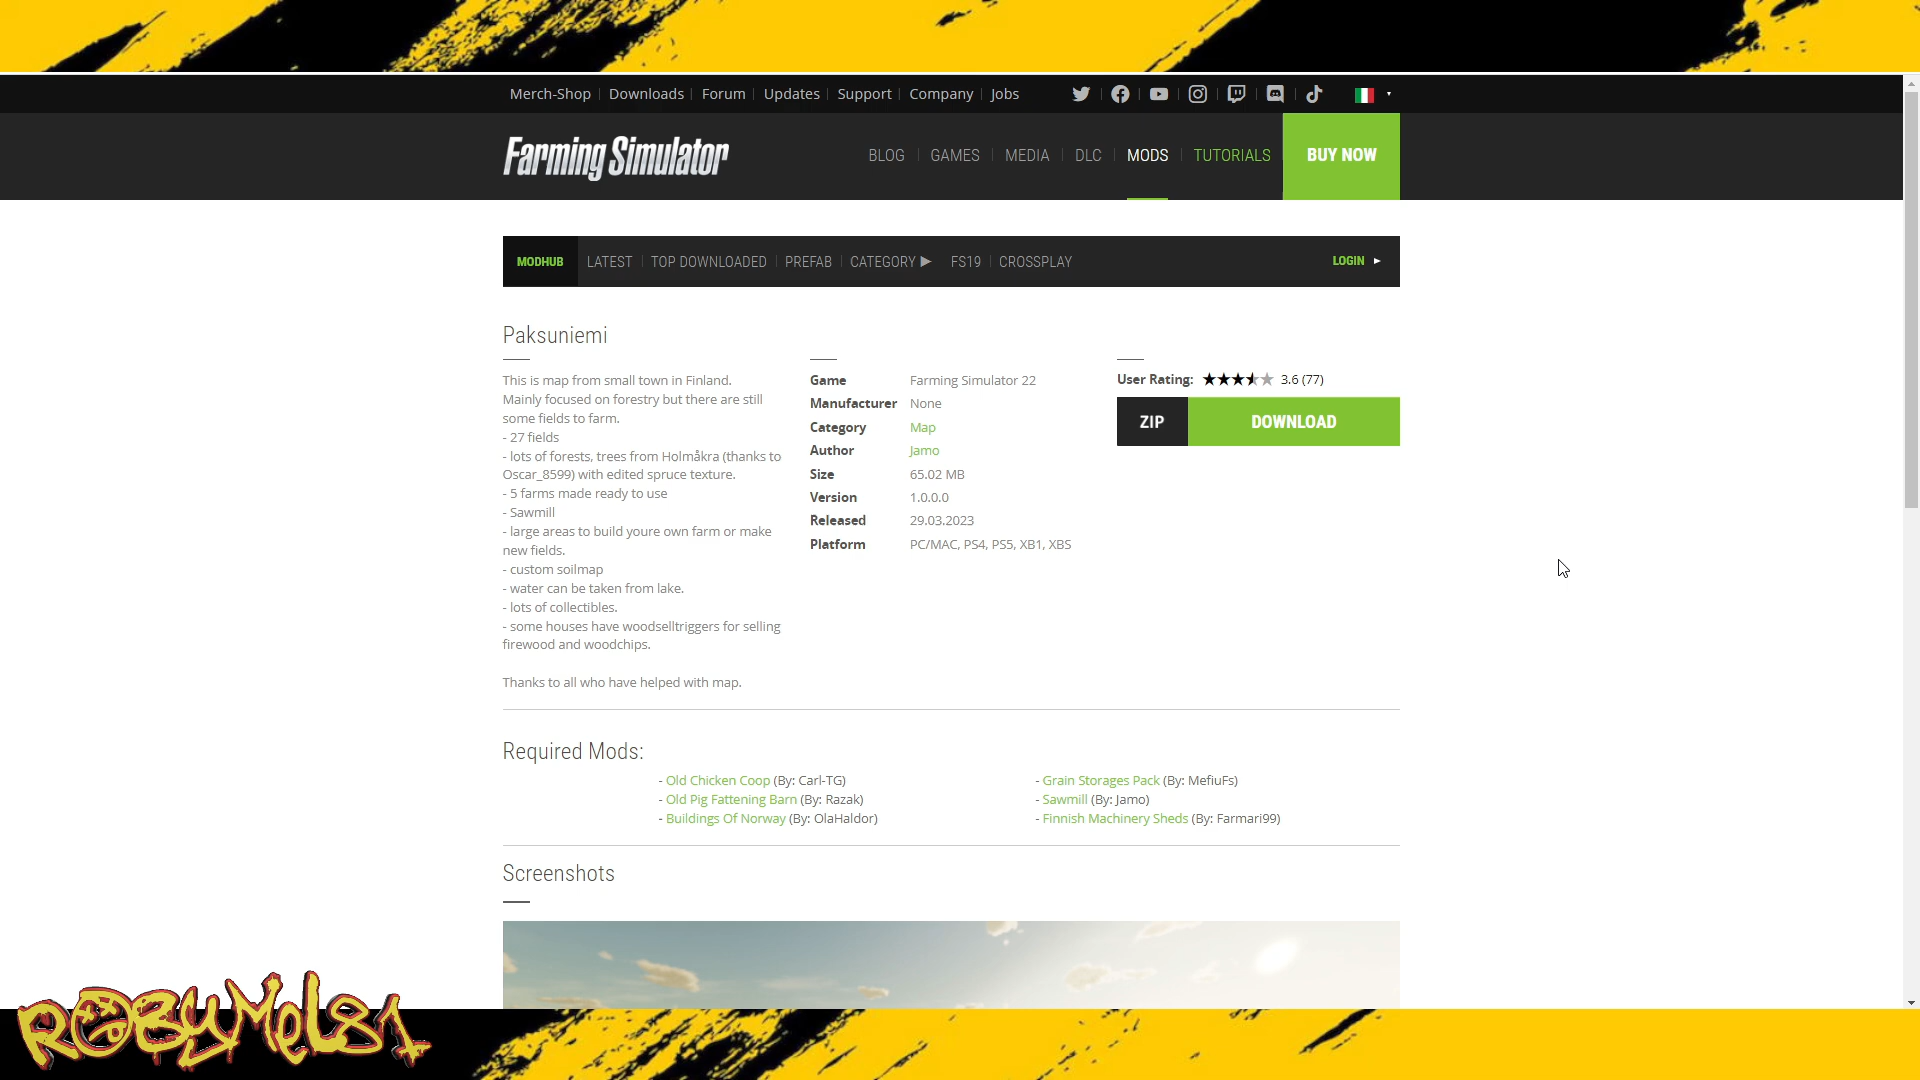 Merch-Shop Downloads Forum Updates Support Company Jobs
Farming Simulator
BLOG GAMES MEDIA DLC MODS TUTORIALS BUY NOW
MODHUB LATEST TOP DOWNLOADED PREFAB CATEGORY ▶ FS19 CROSSPLAY LOGIN ►
Paksuniemi
This is map from small town in Finland.
Mainly focused on forestry but there are still
some fields to farm.
- 27 fields
- lots of forests, trees from Holmåkra (thanks to
Oscar_8599) with edited spruce texture.
- 5 farms made ready to use
- Sawmill
- large areas to build youre own farm or make
new fields.
- custom soilmap
- water can be taken from lake.
- lots of collectibles.
- some houses have woodselltriggers for selling
firewood and woodchips.
Thanks to all who have helped with map.
Game Farming Simulator 22
Manufacturer None
Category Map
Author Jamo
Size 65.02 MB
Version 1.0.0.0
Released 29.03.2023
Platform PC/MAC, PS4, PS5, XB1, XBS
User Rating: 3.6 (77)
ZIP DOWNLOAD
Required Mods:
- Old Chicken Coop (By: Carl-TG)
- Old Pig Fattening Barn (By: Razak)
- Buildings Of Norway (By: OlaHaldor)
- Grain Storages Pack (By: MefiuFs)
- Sawmill (By: Jamo)
- Finnish Machinery Sheds (By: Farmari99)
Screenshots
RobyMel81